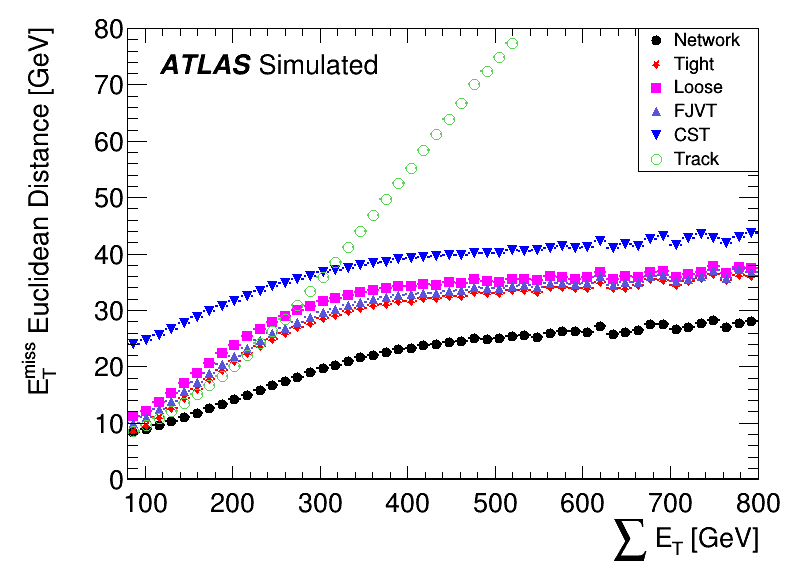 ATLAS Simulated
Network
Tight
Loose
FJVT
CST
Track
E_T^miss Euclidean Distance [GeV]
80
70
60
50
40
30
20
10
0
100 200 300 400 500 600 700 800
∑ E_T [GeV]